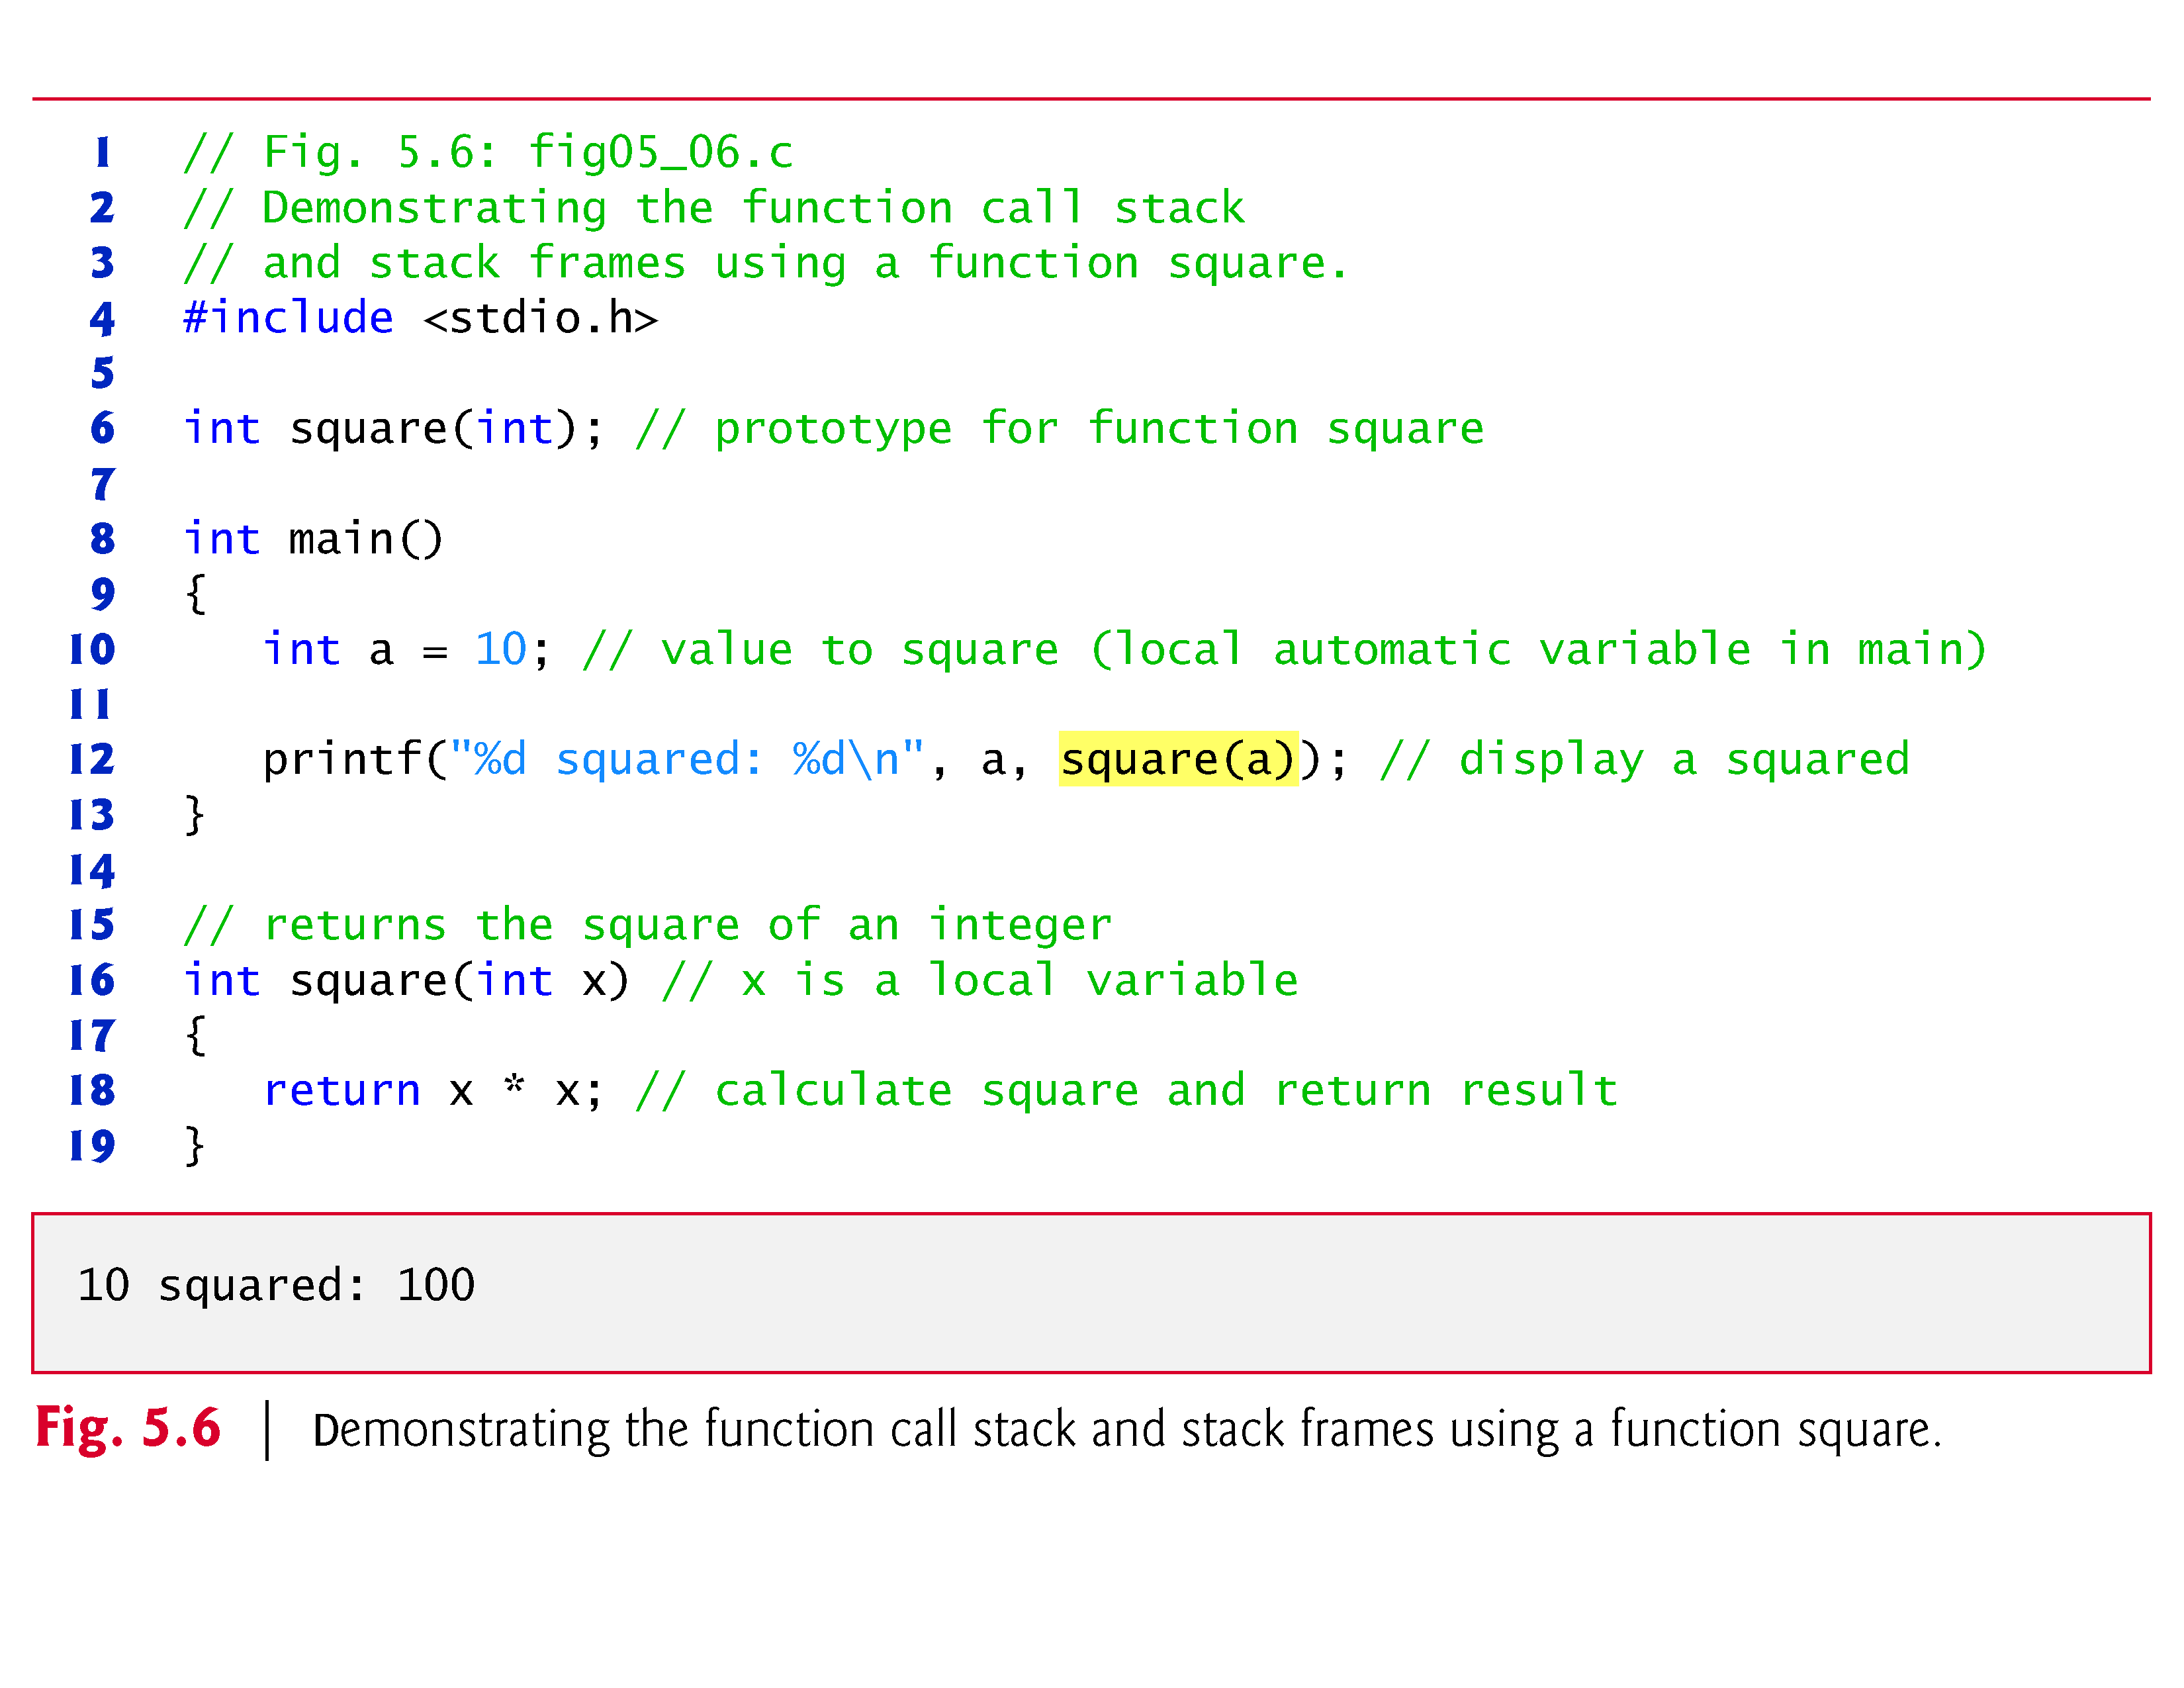 1 // Fig. 5.6: fig05_06.c
2 // Demonstrating the function call stack
3 // and stack frames using a function square.
4 #include <stdio.h>
5
6 int square(int); // prototype for function square
7
8 int main()
9 {
10 int a = 10; // value to square (local automatic variable in main)
11
12 printf("%d squared: %d\n", a, square(a)); // display a squared
13 }
14
15 // returns the square of an integer
16 int square(int x) // x is a local variable
17 {
18 return x * x; // calculate square and return result
19 }
10 squared: 100
Fig. 5.6 | Demonstrating the function call stack and stack frames using a function square.